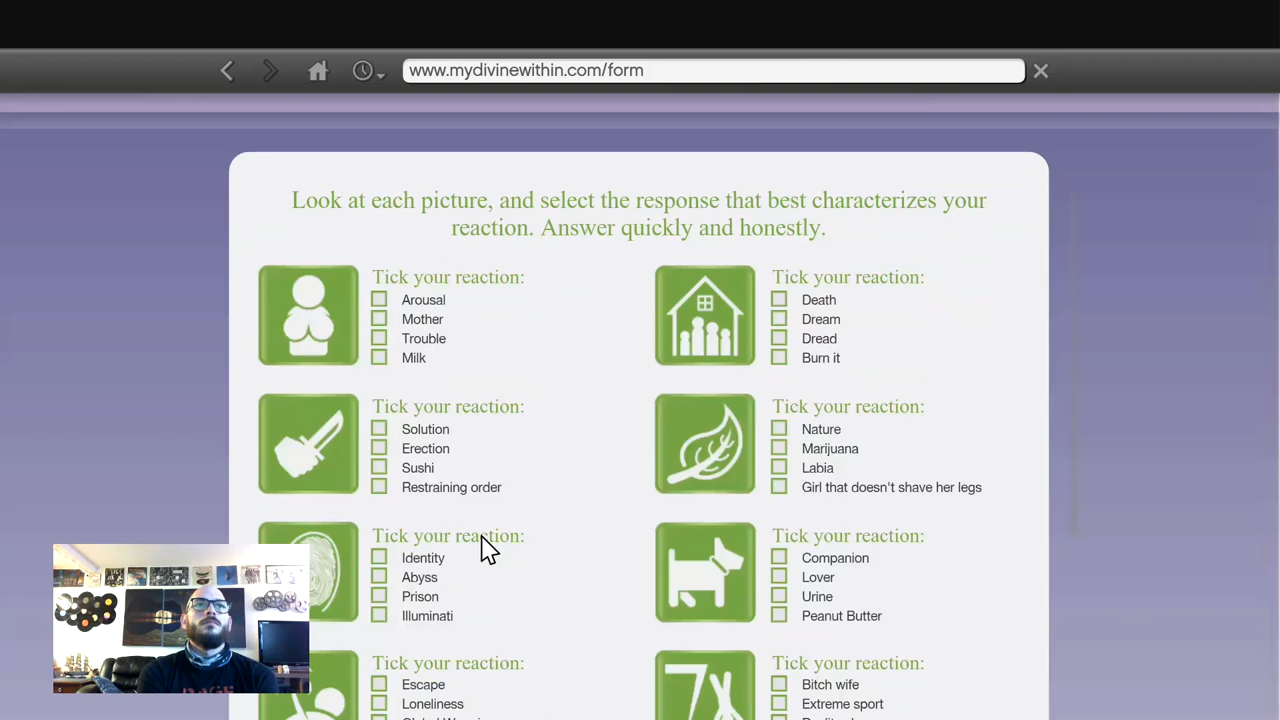 www.mydivinewithin.com/form
Look at each picture, and select the response that best characterizes your
reaction. Answer quickly and honestly.
Tick your reaction:
Arousal
Mother
Trouble
Milk
Tick your reaction:
Death
Dream
Dread
Burn it
Tick your reaction:
Solution
Erection
Sushi
Restraining order
Tick your reaction:
Nature
Marijuana
Labia
Girl that doesn't shave her legs
Tick your reaction:
Identity
Abyss
Prison
Illuminati
Tick your reaction:
Companion
Lover
Urine
Peanut Butter
Tick your reaction:
Escape
Loneliness
Tick your reaction:
Bitch wife
Extreme sport